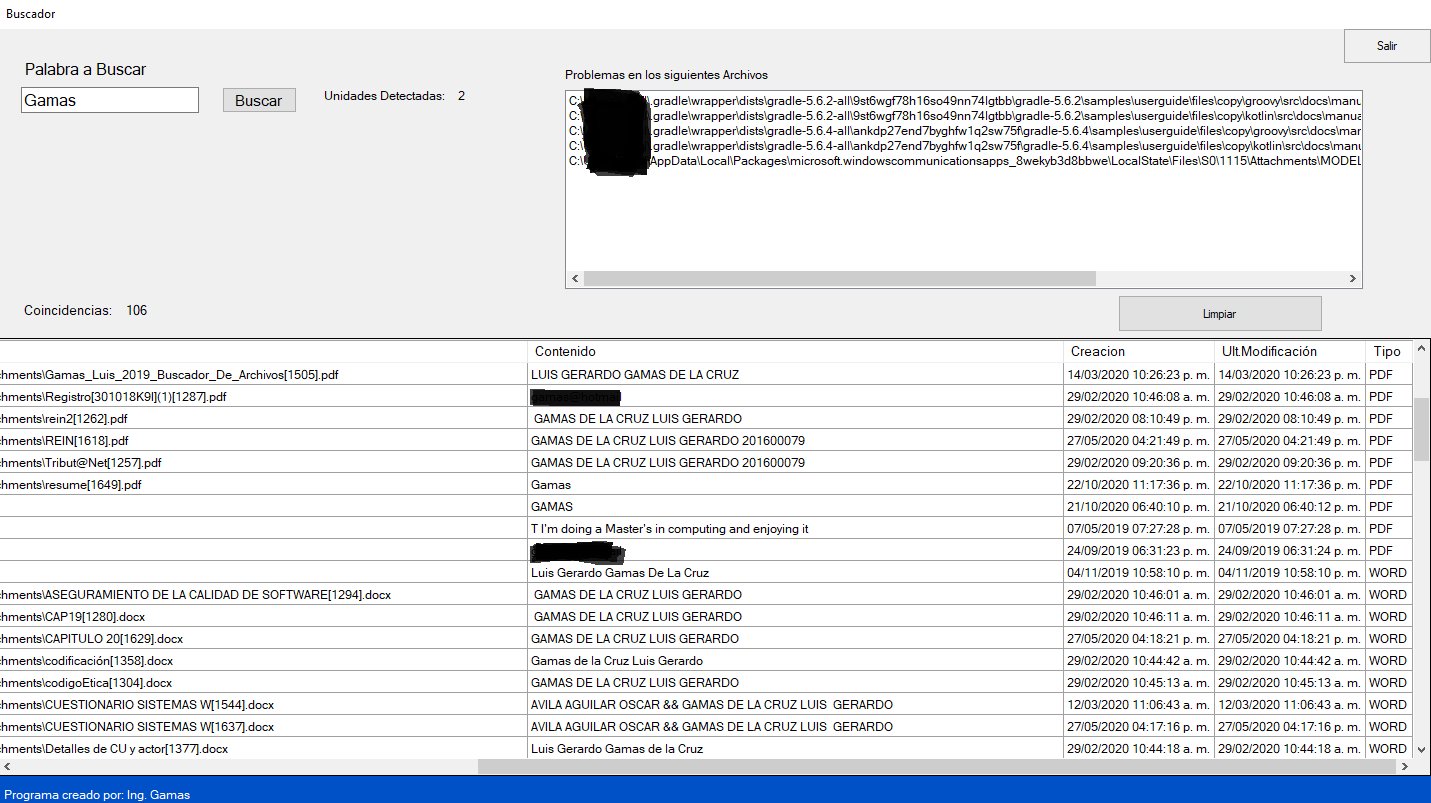 Buscador
Salir
Palabra a Buscar
Problemas en los siguientes Archivos
Gamas
Buscar
Unidades Detectadas: 2
C:\ .gradle\wrapper\dists\gradle-5.6.2-all\9st6wgf78h16so49nn74lgtbb\gradle-5.6.2\samples\userguide\files\copy\groovy\src\docs\manu
C:\ .gradle\wrapper\dists\gradle-5.6.2-all\9st6wgf78h16so49nn74lgtbb\gradle-5.6.2\samples\userguide\files\copy\kotlin\src\docs\manua
C:\ .gradle\wrapper\dists\gradle-5.6.4-all\ankdp27end7byghfw1q2sw75f\gradle-5.6.4\samples\userguide\files\copy\groovy\src\docs\mar
C:\ .gradle\wrapper\dists\gradle-5.6.4-all\ankdp27end7byghfw1q2sw75f\gradle-5.6.4\samples\userguide\files\copy\kotlin\src\docs\manu
C:\ AppData\Local\Packages\microsoft.windowscommunicationsapps_8wekyb3d8bbwe\LocalState\Files\S0\1115\Attachments\MODEL
Coincidencias: 106
Limpiar
Contenido Creacion Ult.Modificación Tipo
chments\Gamas_Luis_2019_Buscador_De_Archivos[1505].pdf LUIS GERARDO GAMAS DE LA CRUZ 14/03/2020 10:26:23 p. m. 14/03/2020 10:26:23 p. m. PDF
chments\Registro[301018K9I](1)[1287].pdf 29/02/2020 10:46:08 a. m. 29/02/2020 10:46:08 a. m. PDF
chments\rein2[1262].pdf GAMAS DE LA CRUZ LUIS GERARDO 29/02/2020 08:10:49 p. m. 29/02/2020 08:10:49 p. m. PDF
chments\REIN[1618].pdf GAMAS DE LA CRUZ LUIS GERARDO 201600079 27/05/2020 04:21:49 p. m. 27/05/2020 04:21:49 p. m. PDF
chments\Tribut@Net[1257].pdf GAMAS DE LA CRUZ LUIS GERARDO 201600079 29/02/2020 09:20:36 p. m. 29/02/2020 09:20:36 p. m. PDF
chments\resume[1649].pdf Gamas 22/10/2020 11:17:36 p. m. 22/10/2020 11:17:36 p. m. PDF
GAMAS 21/10/2020 06:40:10 p. m. 21/10/2020 06:40:12 p. m. PDF
T I'm doing a Master's in computing and enjoying it 07/05/2019 07:27:28 p. m. 07/05/2019 07:27:28 p. m. PDF
24/09/2019 06:31:23 p. m. 24/09/2019 06:31:24 p. m. PDF
Luis Gerardo Gamas De La Cruz 04/11/2019 10:58:10 p. m. 04/11/2019 10:58:10 p. m. WORD
chments\ASEGURAMIENTO DE LA CALIDAD DE SOFTWARE[1294].docx GAMAS DE LA CRUZ LUIS GERARDO 29/02/2020 10:46:01 a. m. 29/02/2020 10:46:01 a. m. WORD
chments\CAP19[1280].docx GAMAS DE LA CRUZ LUIS GERARDO 29/02/2020 10:46:11 a. m. 29/02/2020 10:46:11 a. m. WORD
chments\CAPITULO 20[1629].docx GAMAS DE LA CRUZ LUIS GERARDO 27/05/2020 04:18:21 p. m. 27/05/2020 04:18:21 p. m. WORD
chments\codificación[1358].docx Gamas de la Cruz Luis Gerardo 29/02/2020 10:44:42 a. m. 29/02/2020 10:44:42 a. m. WORD
chments\codigoEtica[1304].docx GAMAS DE LA CRUZ LUIS GERARDO 29/02/2020 10:45:13 a. m. 29/02/2020 10:45:13 a. m. WORD
chments\CUESTIONARIO SISTEMAS W[1544].docx AVILA AGUILAR OSCAR && GAMAS DE LA CRUZ LUIS GERARDO 12/03/2020 11:06:43 a. m. 12/03/2020 11:06:43 a. m. WORD
chments\CUESTIONARIO SISTEMAS W[1637].docx AVILA AGUILAR OSCAR && GAMAS DE LA CRUZ LUIS GERARDO 27/05/2020 04:17:16 p. m. 27/05/2020 04:17:16 p. m. WORD
chments\Detalles de CU y actor[1377].docx Luis Gerardo Gamas de la Cruz 29/02/2020 10:44:18 a. m. 29/02/2020 10:44:18 a. m. WORD
Programa creado por: Ing. Gamas